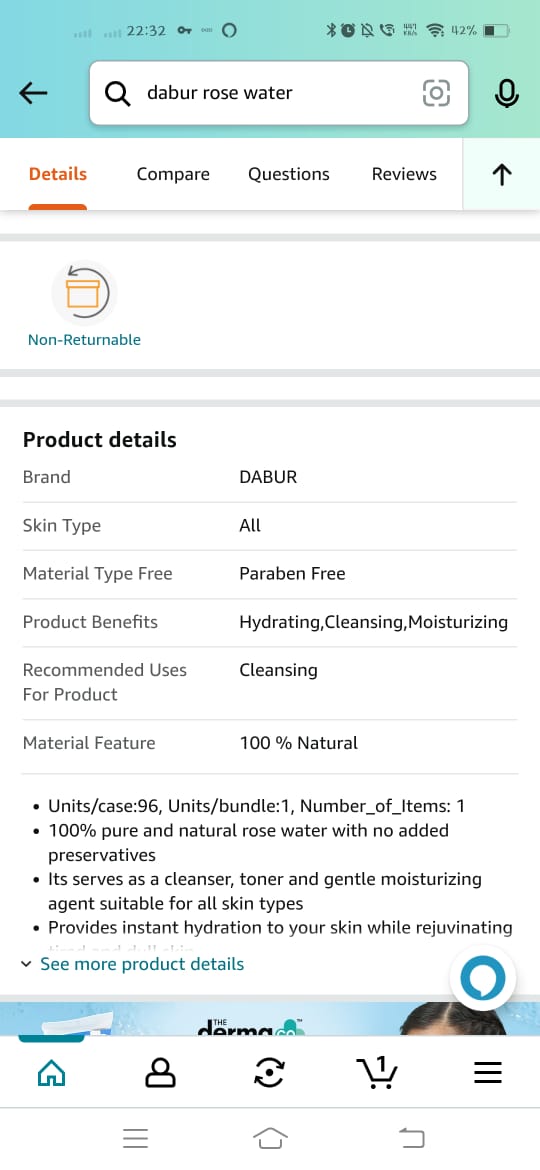 22:32
42%
dabur rose water
Details Compare Questions Reviews
Non-Returnable
Product details
Brand DABUR
Skin Type All
Material Type Free Paraben Free
Product Benefits Hydrating,Cleansing,Moisturizing
Recommended Uses Cleansing
For Product
Material Feature 100 % Natural
• Units/case:96, Units/bundle:1, Number_of_Items: 1
• 100% pure and natural rose water with no added
preservatives
• Its serves as a cleanser, toner and gentle moisturizing
agent suitable for all skin types
• Provides instant hydration to your skin while rejuvinating
See more product details
THE
derma co
1